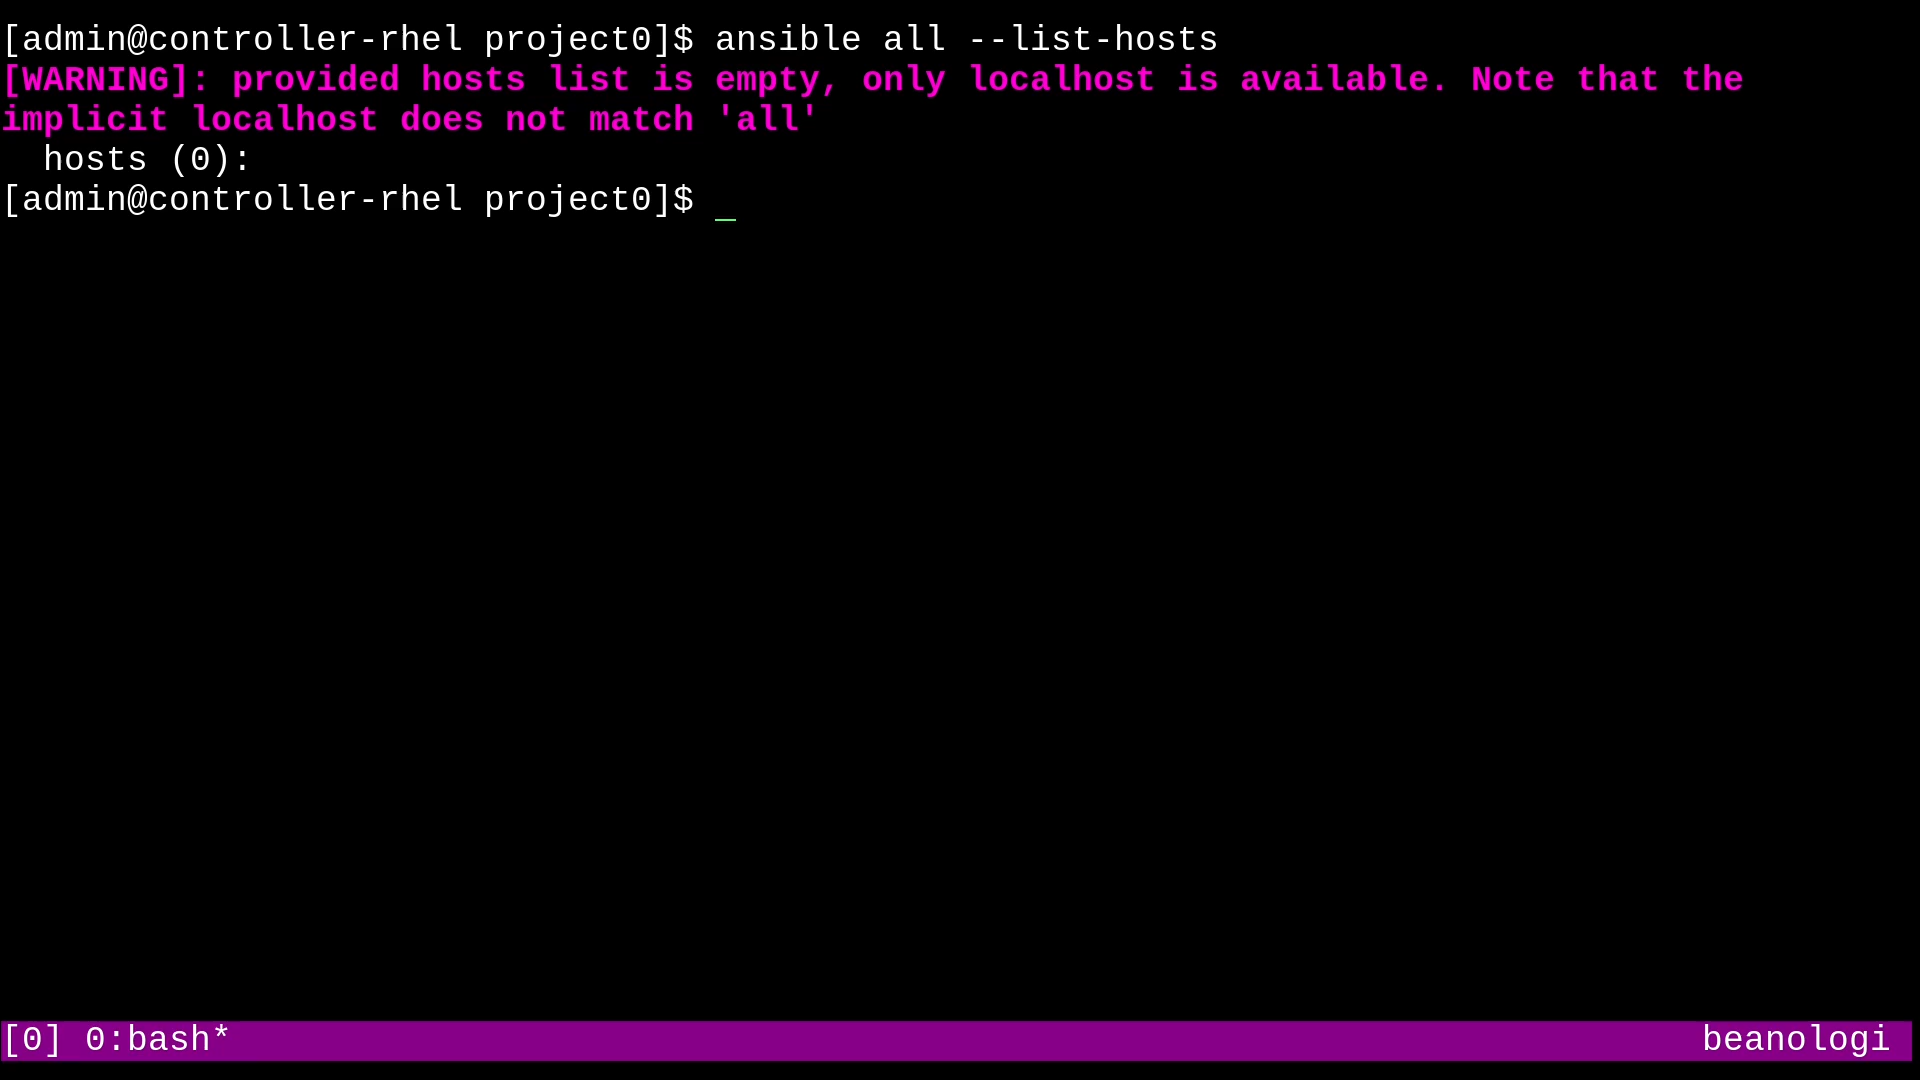 [admin@controller-rhel project0]$ ansible all --list-hosts
[WARNING]: provided hosts list is empty, only localhost is available. Note that the
implicit localhost does not match 'all'
  hosts (0):
[admin@controller-rhel project0]$ _
[0] 0:bash* beanologi